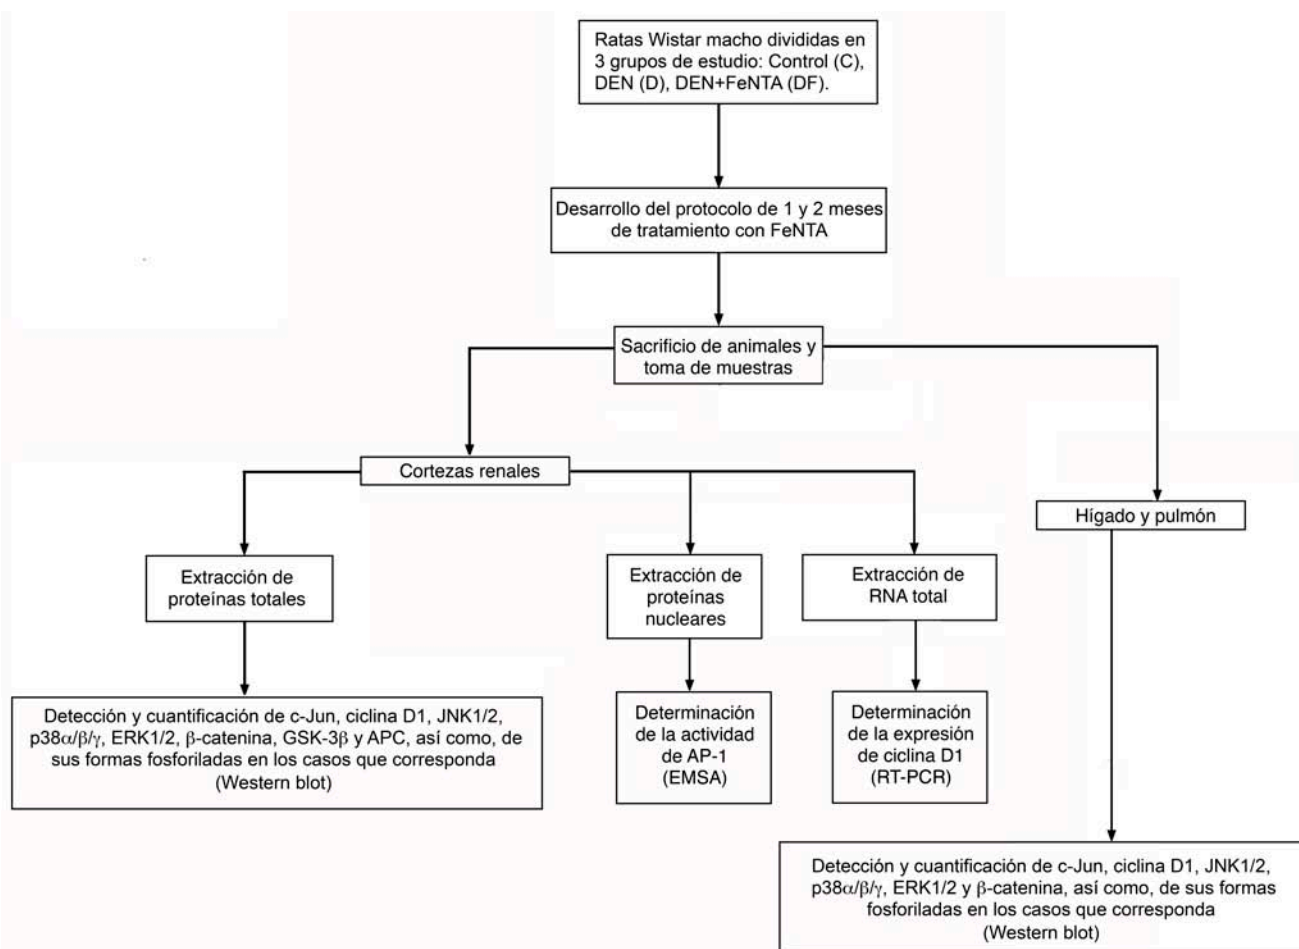 Ratas Wistar macho divididas en
3 grupos de estudio: Control (C),
DEN (D), DEN+FeNTA (DF).
Desarrollo del protocolo de 1 y 2 meses
de tratamiento con FeNTA
Sacrificio de animales y
toma de muestras
Cortezas renales
Hígado y pulmón
Extracción de
proteínas totales
Extracción de
proteínas
nucleares
Extracción de
RNA total
Detección y cuantificación de c-Jun, ciclina D1, JNK1/2,
p38α/β/γ, ERK1/2, β-catenina, GSK-3β y APC, así como, de
sus formas fosforiladas en los casos que corresponda
(Western blot)
Determinación
de la actividad
de AP-1
(EMSA)
Determinación
de la expresión
de ciclina D1
(RT-PCR)
Detección y cuantificación de c-Jun, ciclina D1, JNK1/2,
p38α/β/γ, ERK1/2 y β-catenina, así como, de sus formas
fosforiladas en los casos que corresponda
(Western blot)